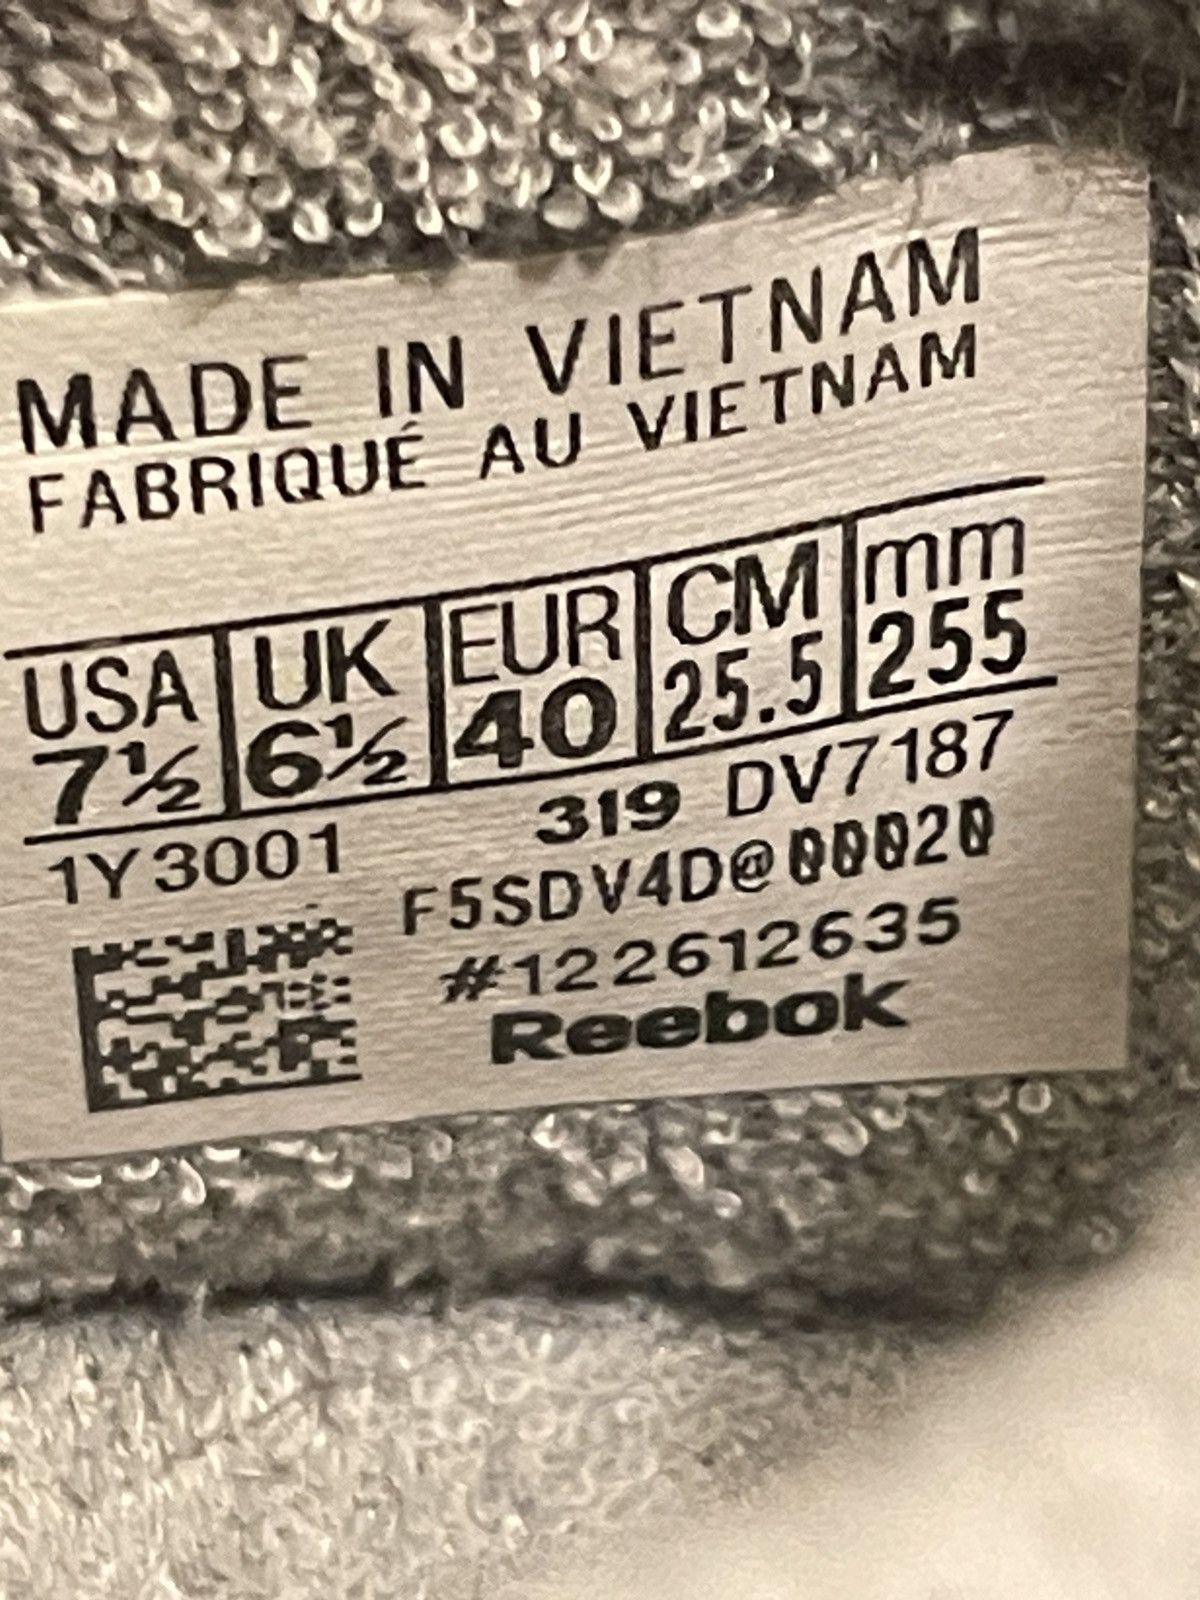 MADE IN VIETNAM
FABRIQUÉ AU VIETNAM
USA UK EUR CM mm
7½ 6½ 40 25.5 255
1Y3001 319 DV7187
F5SDV4D@00020
#122612635
Reebok